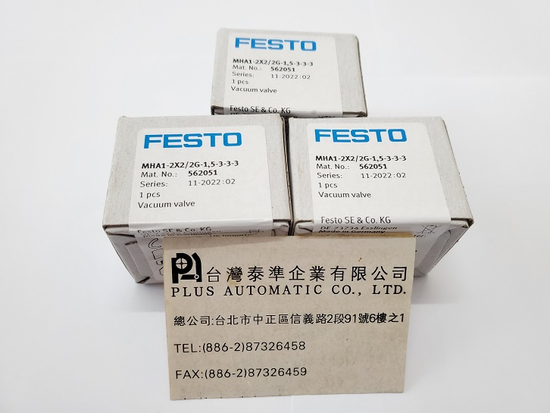 FESTO
MHA1-2X2/2G-1,5-3-3-3
Mat. No.: 562051
Series: 11-2022:02
1 pcs
Vacuum valve
Festo SE & Co. KG
FESTO
MHA1-2X2/2G-1,5-3-3-3
Mat. No.: 562051
Series: 11-2022:02
1 pcs
Vacuum valve
Festo SE & Co. KG
FESTO
MHA1-2X2/2G-1,5-3-3-3
Mat. No.: 562051
Series: 11-2022:02
1 pcs
Vacuum valve
Festo SE & Co. KG
DE-73734 Esslingen
Made in Germany
台灣泰準企業有限公司
PLUS AUTOMATIC CO., LTD.
總公司:台北市中正區信義路2段91號6樓之1
TEL:(886-2)87326458
FAX:(886-2)87326459